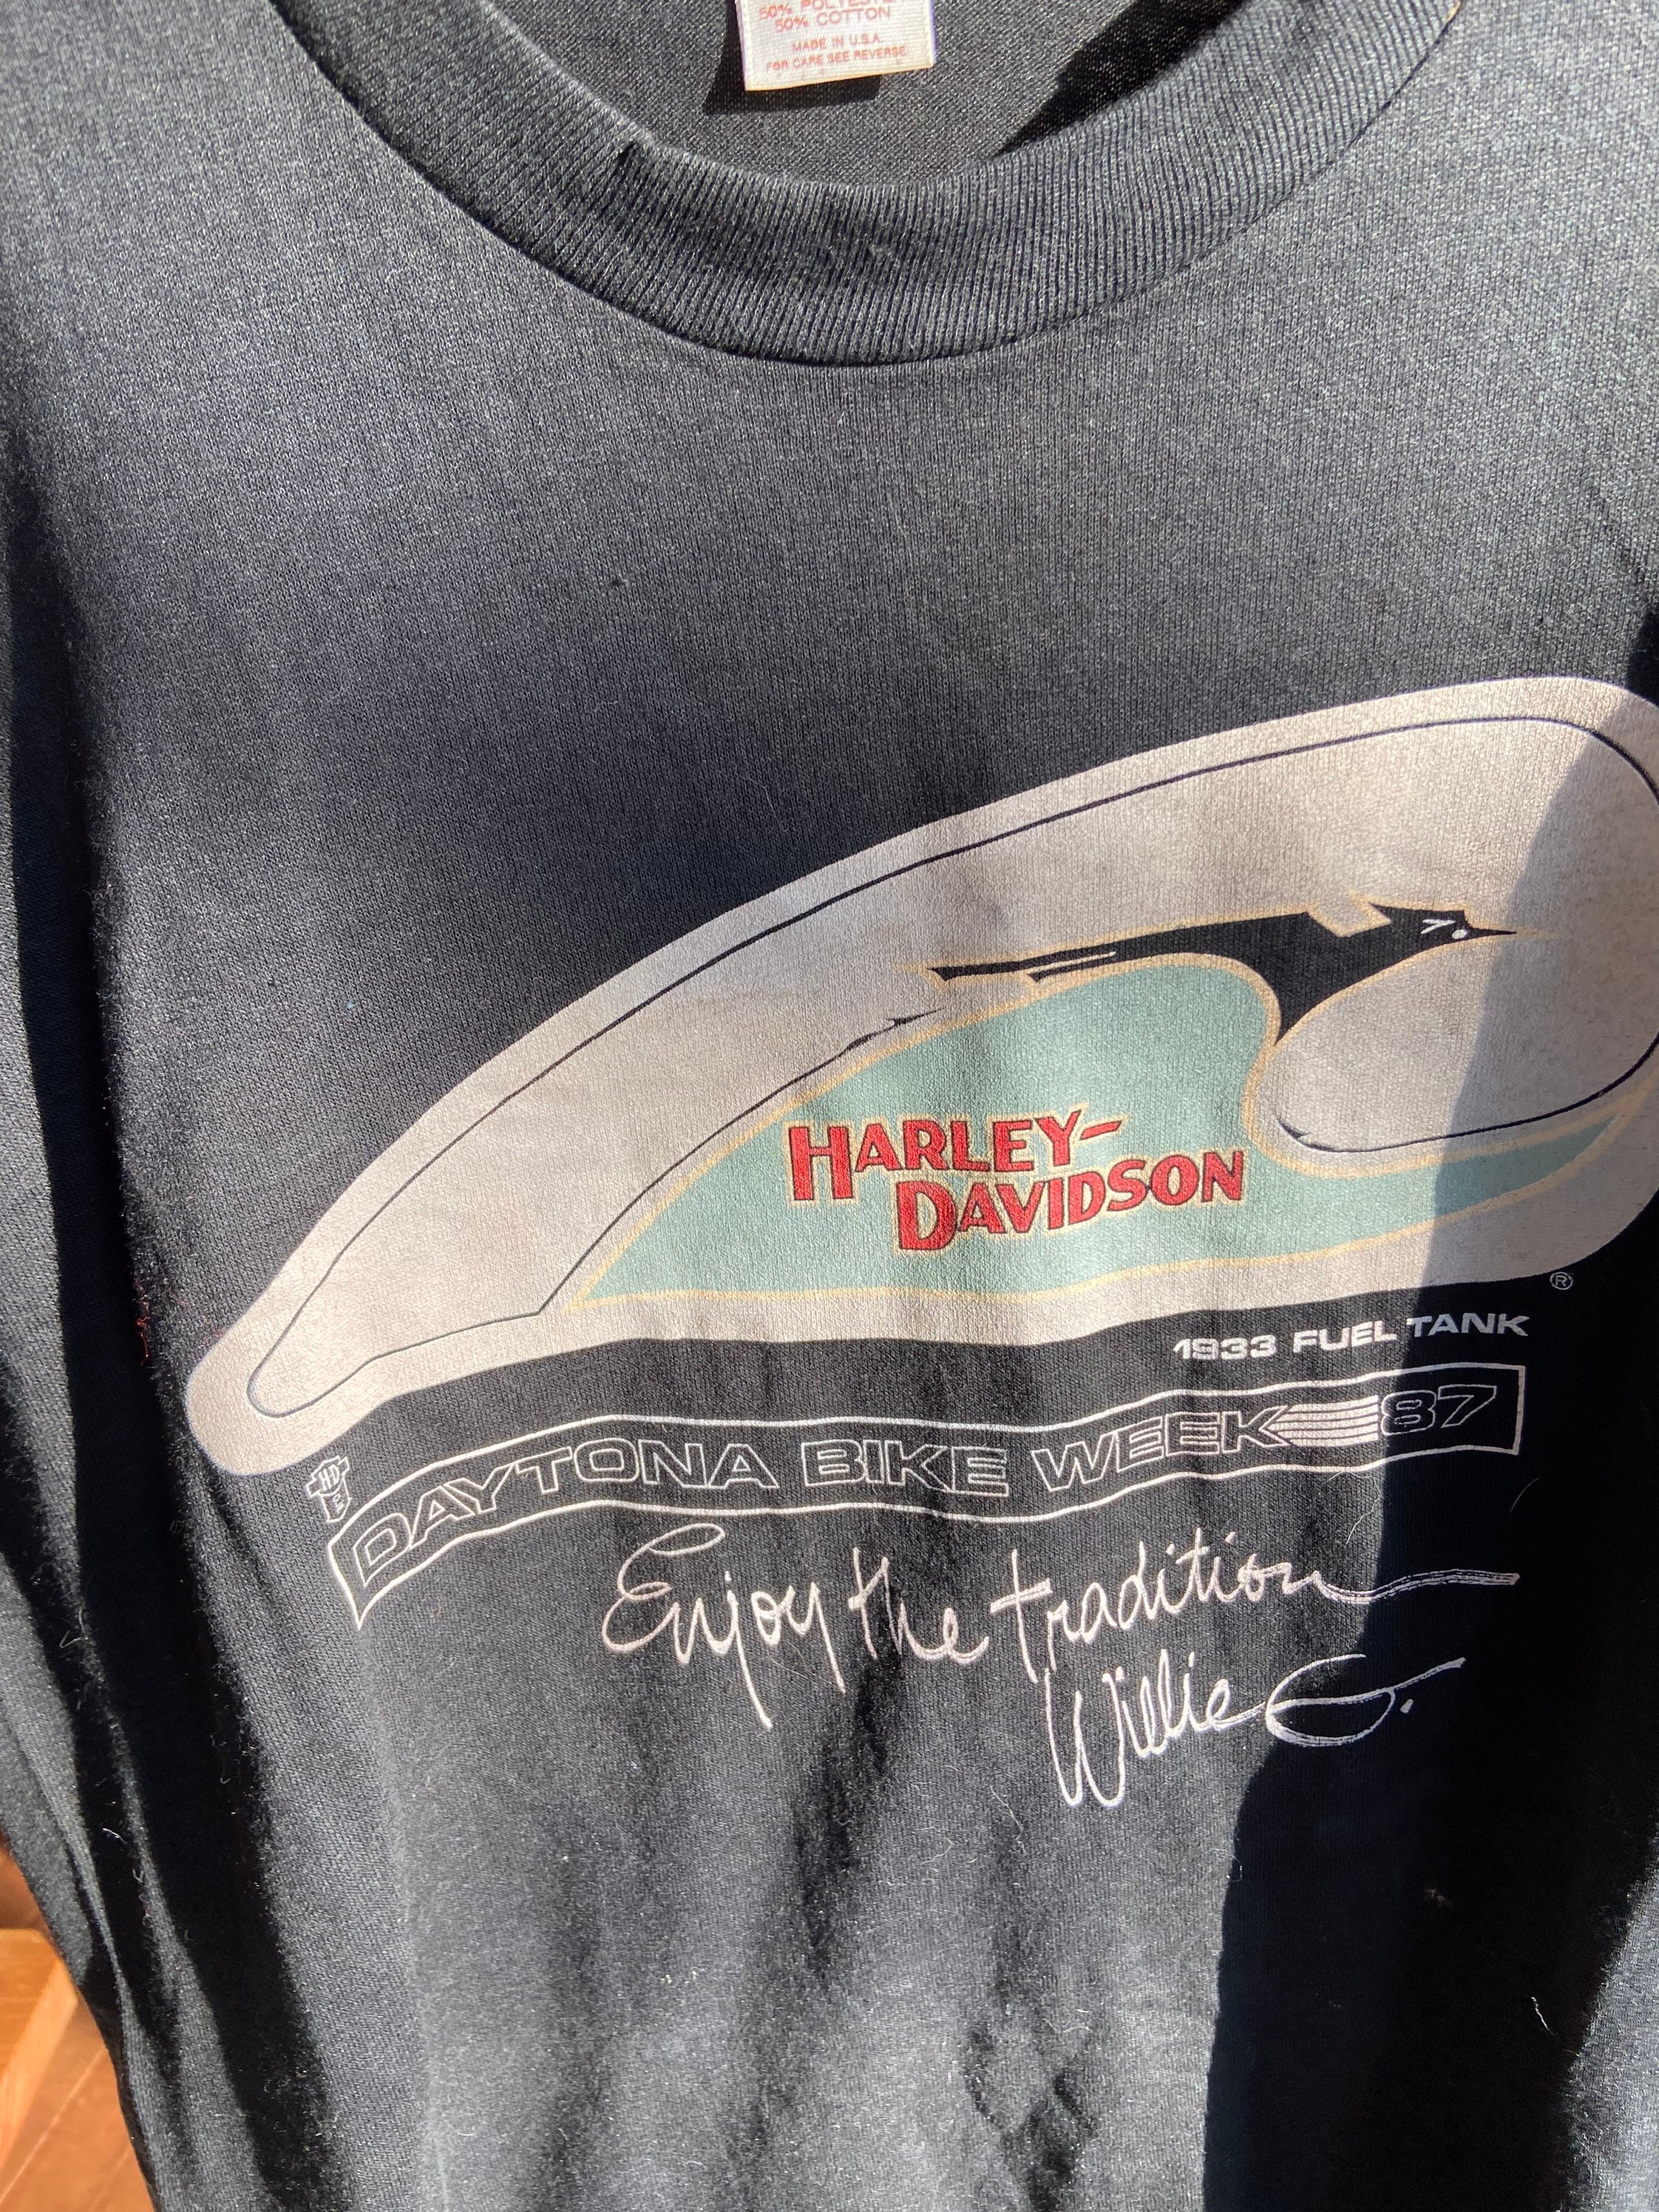 50% POLYESTER
50% COTTON
MADE IN U.S.A.
FOR CARE SEE REVERSE
HARLEY-
DAVIDSON
®
1933 FUEL TANK
DAYTONA BIKE WEEK 87
Enjoy the tradition
Willie G.